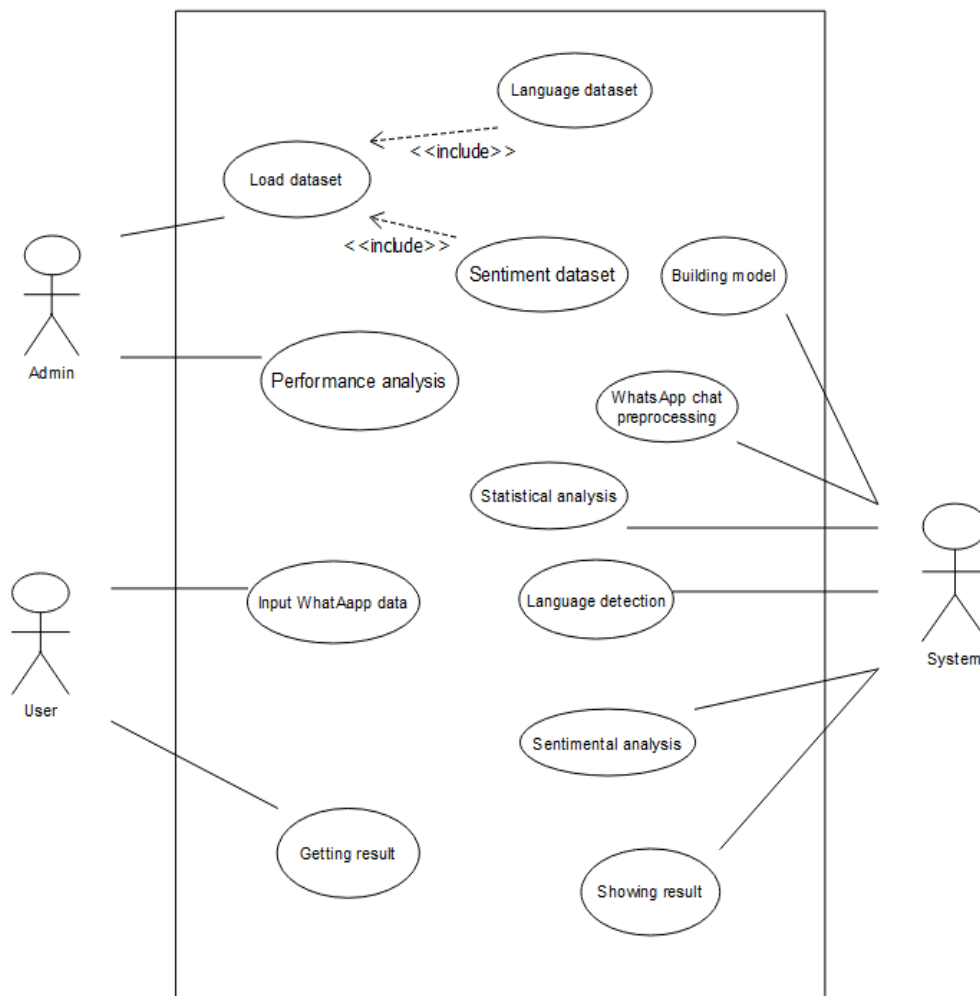 Language dataset
<<include>>
Load dataset
<<include>>
Sentiment dataset
Building model
Admin
Performance analysis
WhatsApp chat
preprocessing
Statistical analysis
Input WhatAapp data
Language detection
System
User
Sentimental analysis
Getting result
Showing result